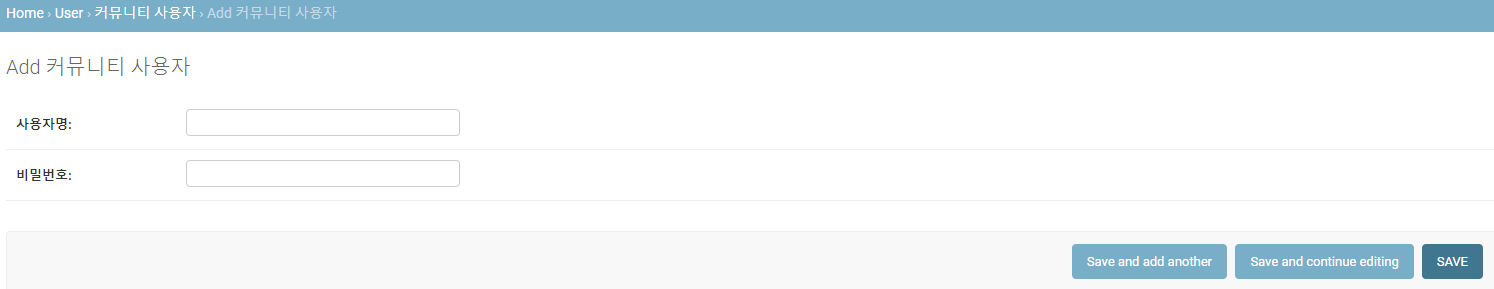 Home › User › 커뮤니티 사용자 › Add 커뮤니티 사용자
Add 커뮤니티 사용자
사용자명:
비밀번호:
Save and add another Save and continue editing SAVE